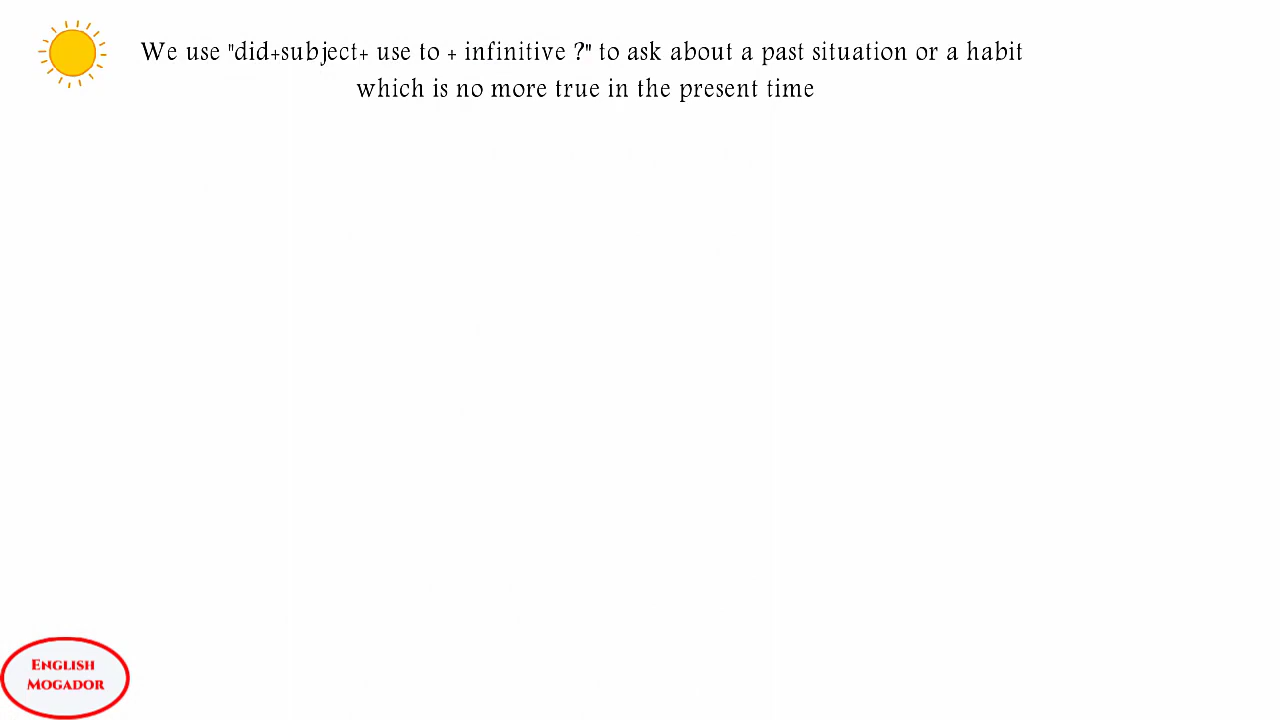 We use "did+subject+ use to + infinitive ?" to ask about a past situation or a habit
which is no more true in the present time
English
Mogador